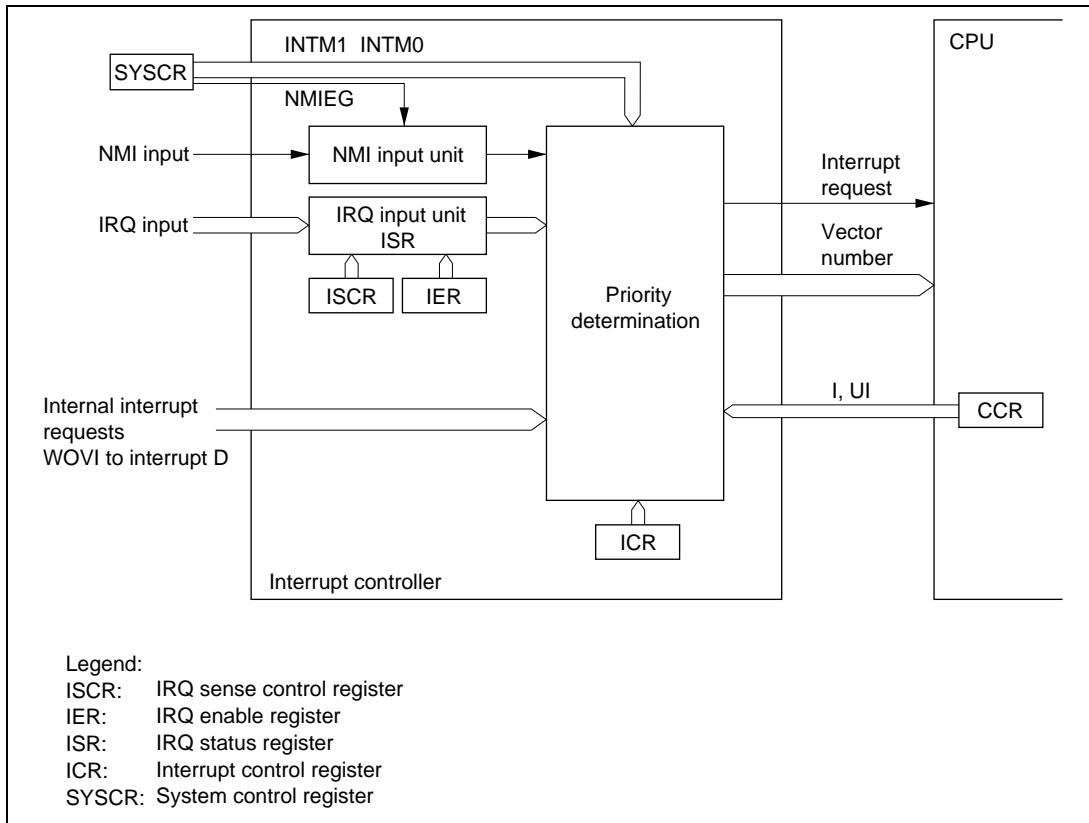 INTM1 INTM0
CPU
SYSCR
NMIEG
NMI input
NMI input unit
Interrupt
request
IRQ input
IRQ input unit
ISR
Vector
number
ISCR
IER
Priority
determination
I, UI
CCR
Internal interrupt
requests
WOVI to interrupt D
ICR
Interrupt controller
Legend:
ISCR: IRQ sense control register
IER: IRQ enable register
ISR: IRQ status register
ICR: Interrupt control register
SYSCR: System control register